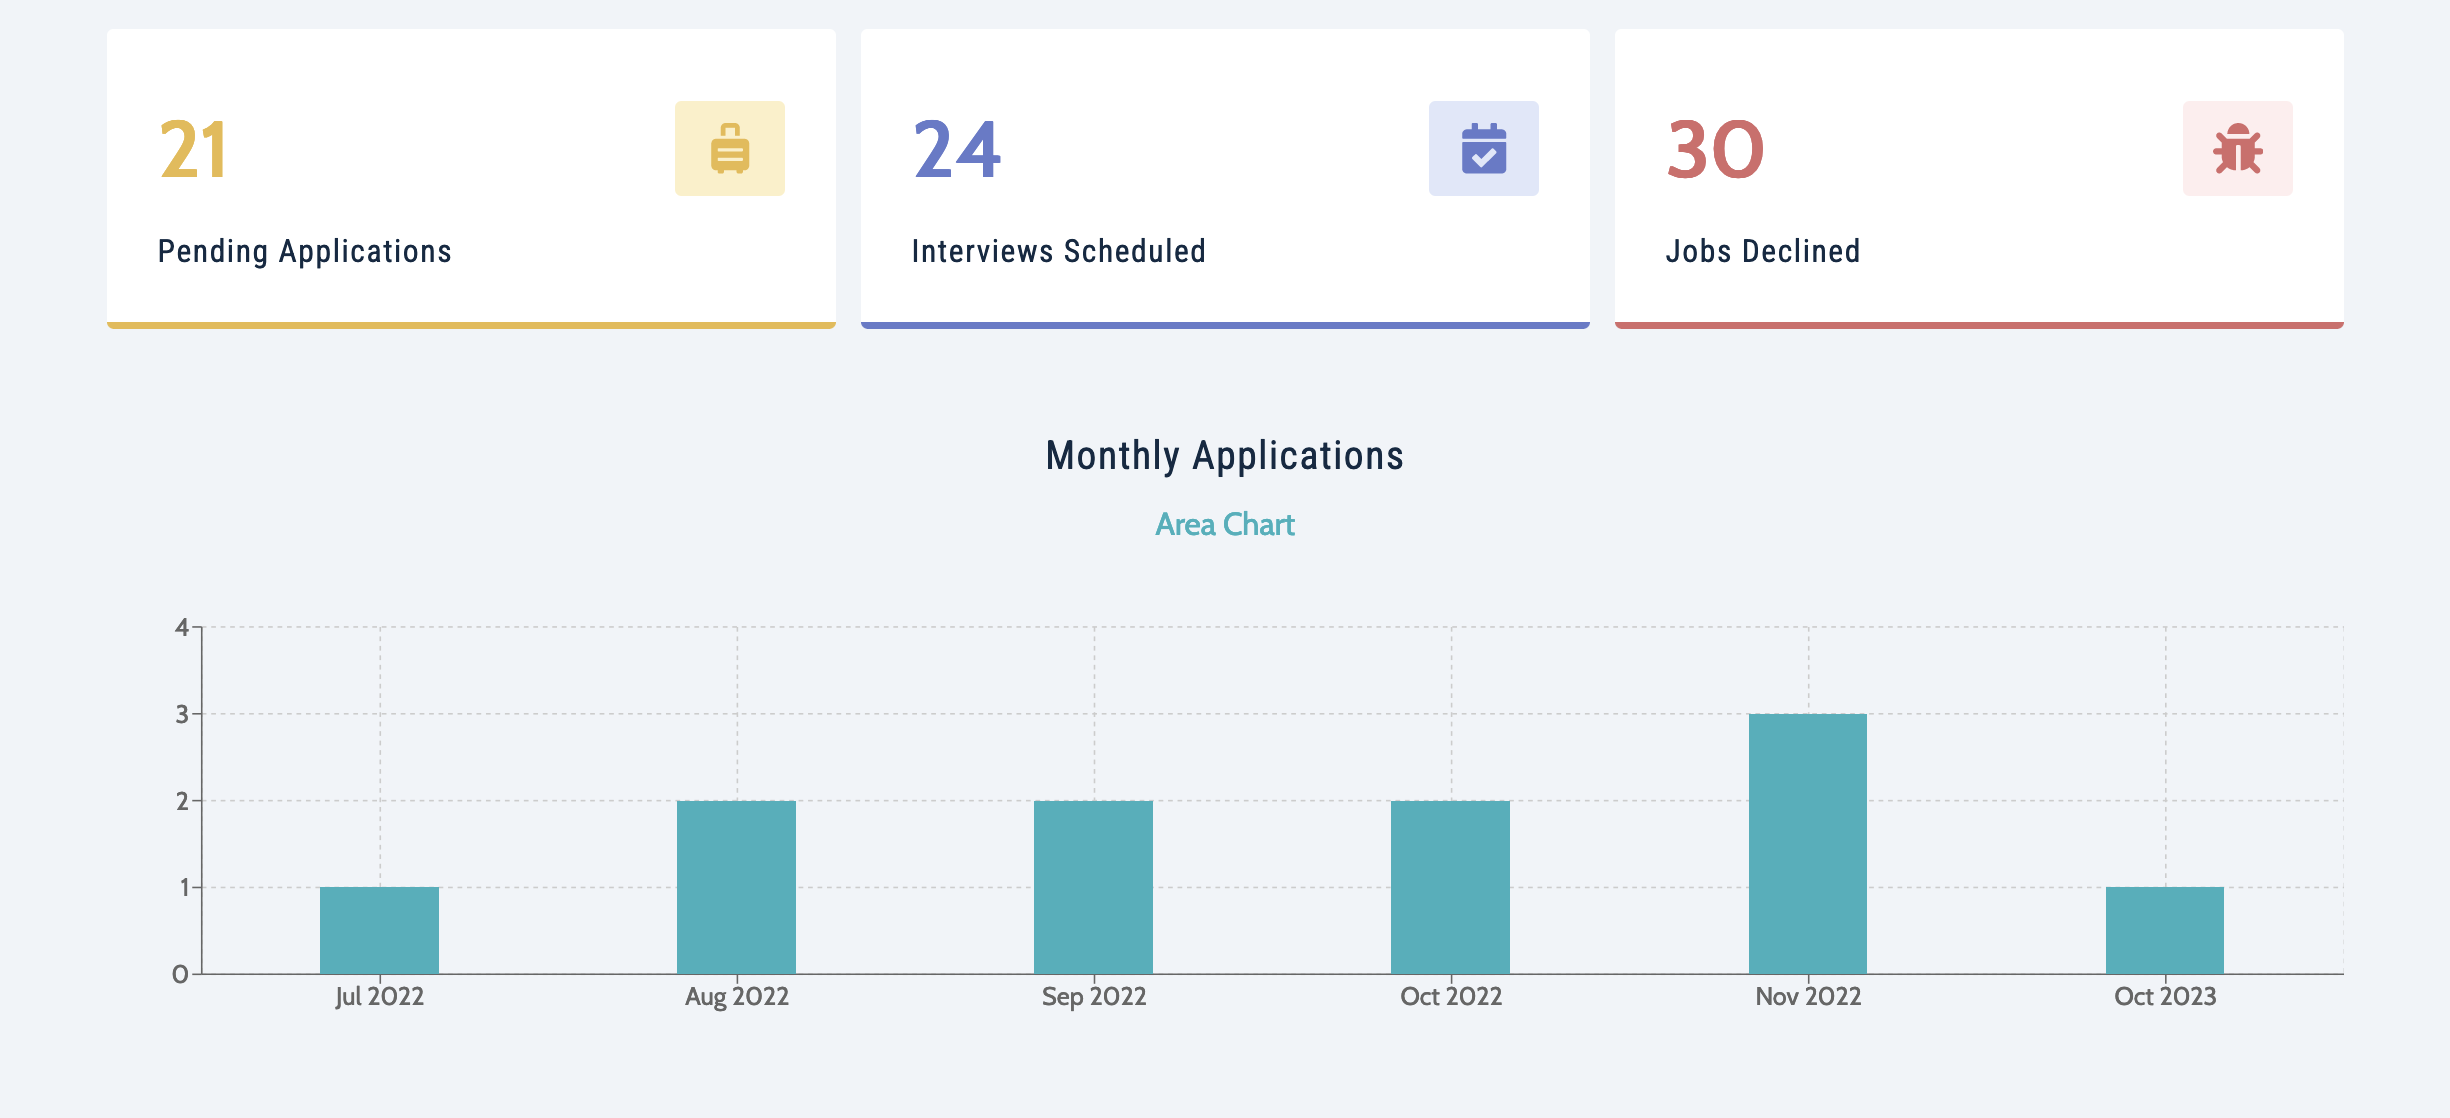 21
Pending Applications
24
Interviews Scheduled
30
Jobs Declined
Monthly Applications
Area Chart
4
3
2
1
0
Jul 2022 Aug 2022 Sep 2022 Oct 2022 Nov 2022 Oct 2023